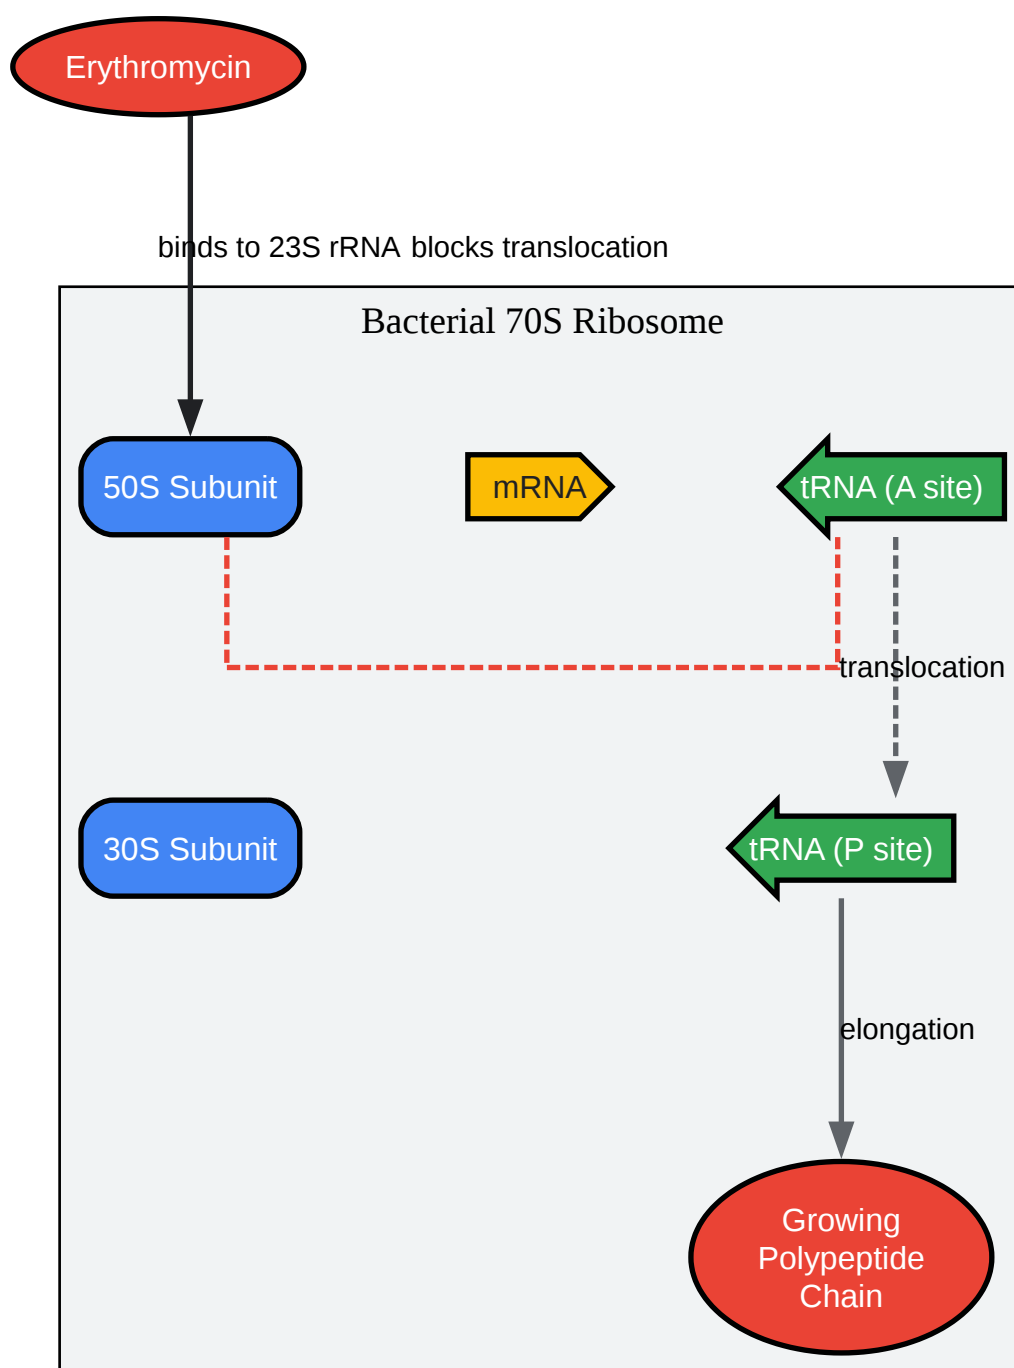 Erythromycin
binds to 23S rRNA
blocks translocation
Bacterial 70S Ribosome
50S Subunit
mRNA
tRNA (A site)
translocation
30S Subunit
tRNA (P site)
elongation
Growing
Polypeptide
Chain